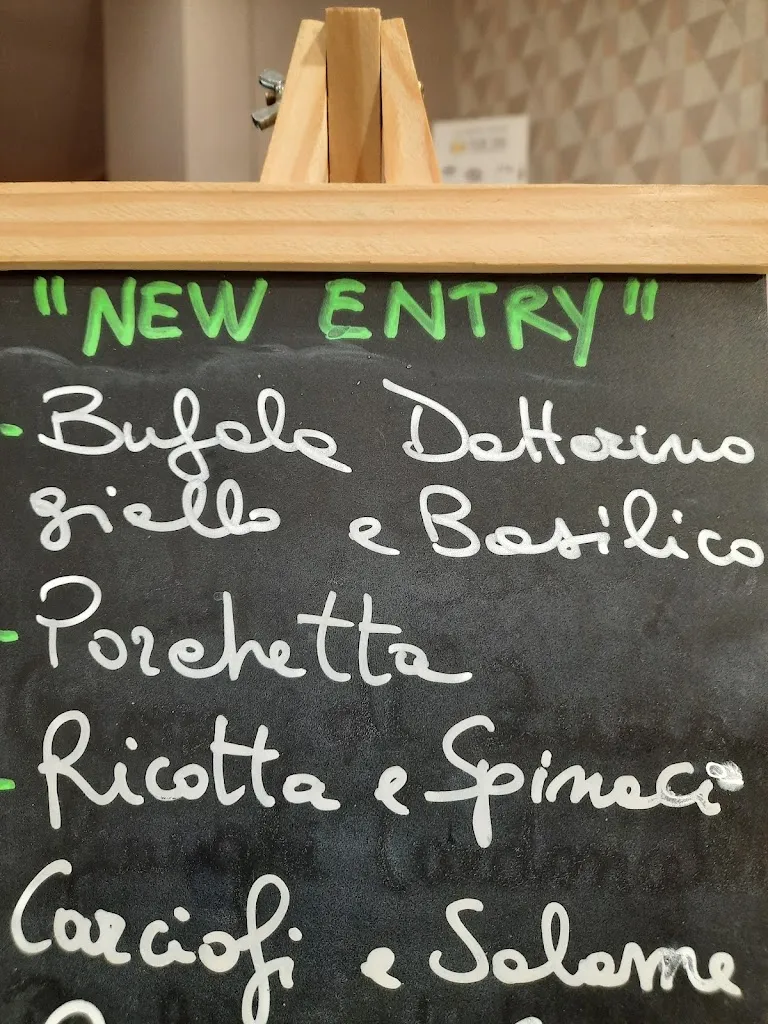 "NEW ENTRY"
- Bufala Datterino
giallo e Basilico
- Porchetta
- Ricotta e Spinaci
Carciofi e Salame